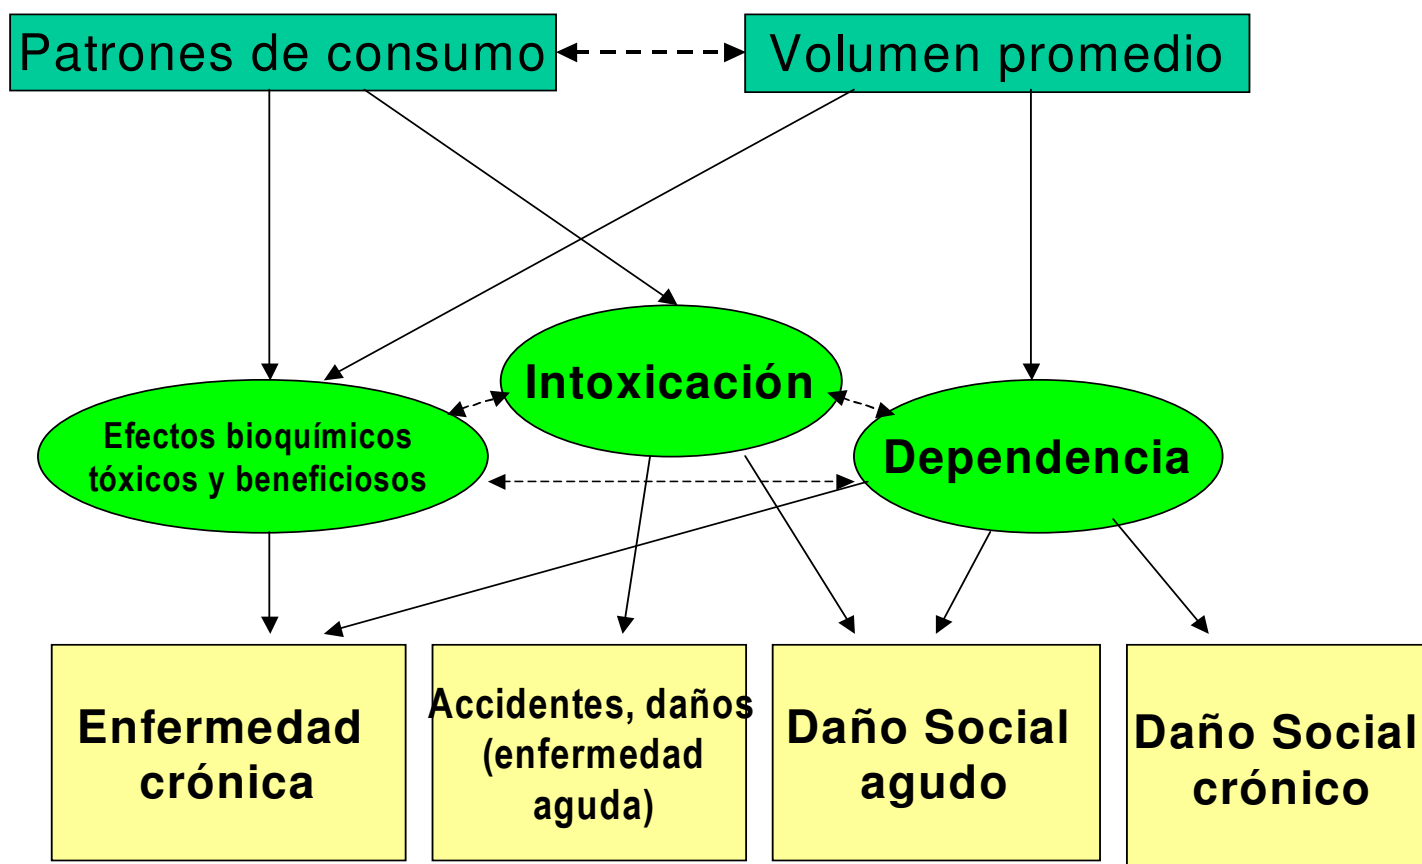 Patrones de consumo
Volumen promedio
Intoxicación
Efectos bioquímicos
tóxicos y beneficiosos
Dependencia
Enfermedad
crónica
Accidentes, daños
(enfermedad
aguda)
Daño Social
agudo
Daño Social
crónico